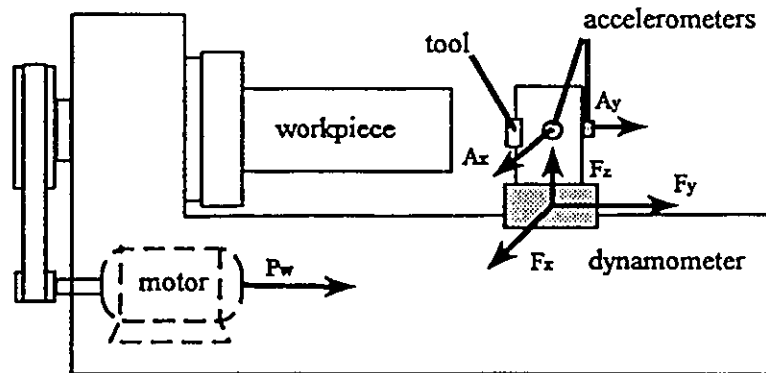 accelerometers
tool
Ay
workpiece
Ax
Fz
Fy
Fx
dynamometer
motor
Pw